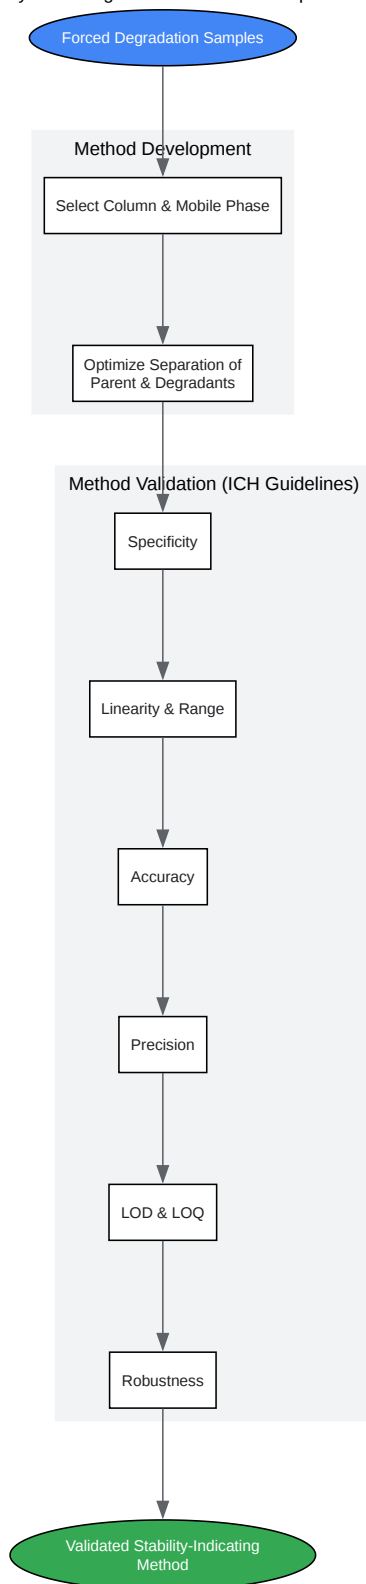 Forced Degradation Samples
Method Development
Select Column & Mobile Phase
Optimize Separation of
Parent & Degradants
Method Validation (ICH Guidelines)
Specificity
Linearity & Range
Accuracy
Precision
LOD & LOQ
Robustness
Validated Stability-Indicating
Method